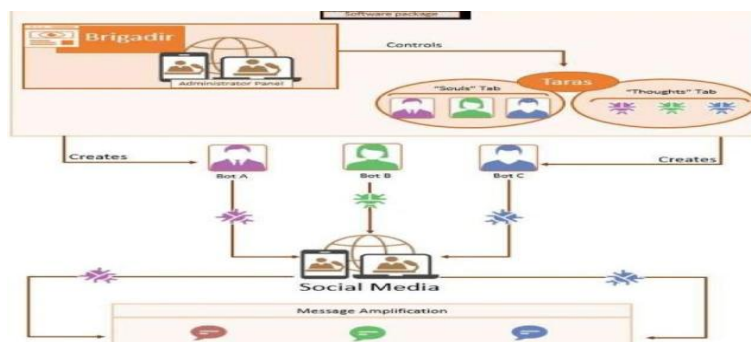 Software package
Brigadir
Administrator Panel
Controls
Taras
"Souls" Tab
"Thoughts" Tab
Creates
Creates
Bot A
Bot B
Bot C
Social Media
Message Amplification